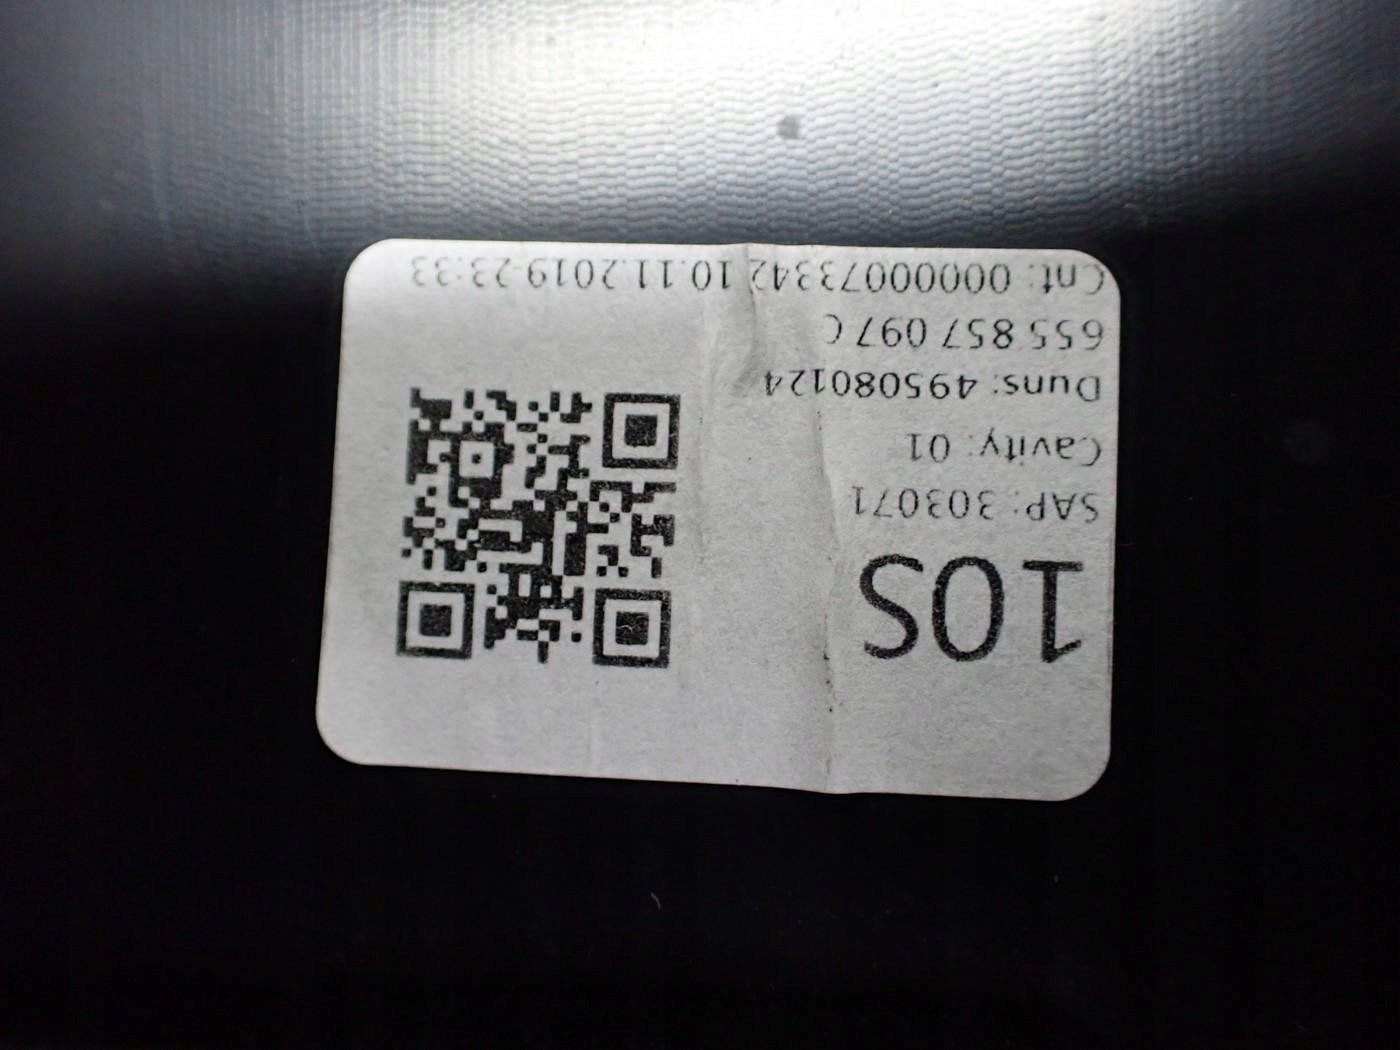 10S
SAP: 303071
Cavity: 01
Duns: 495080124
655 857 097 C
Cnt: 0000073342 10.11.2019-23:33